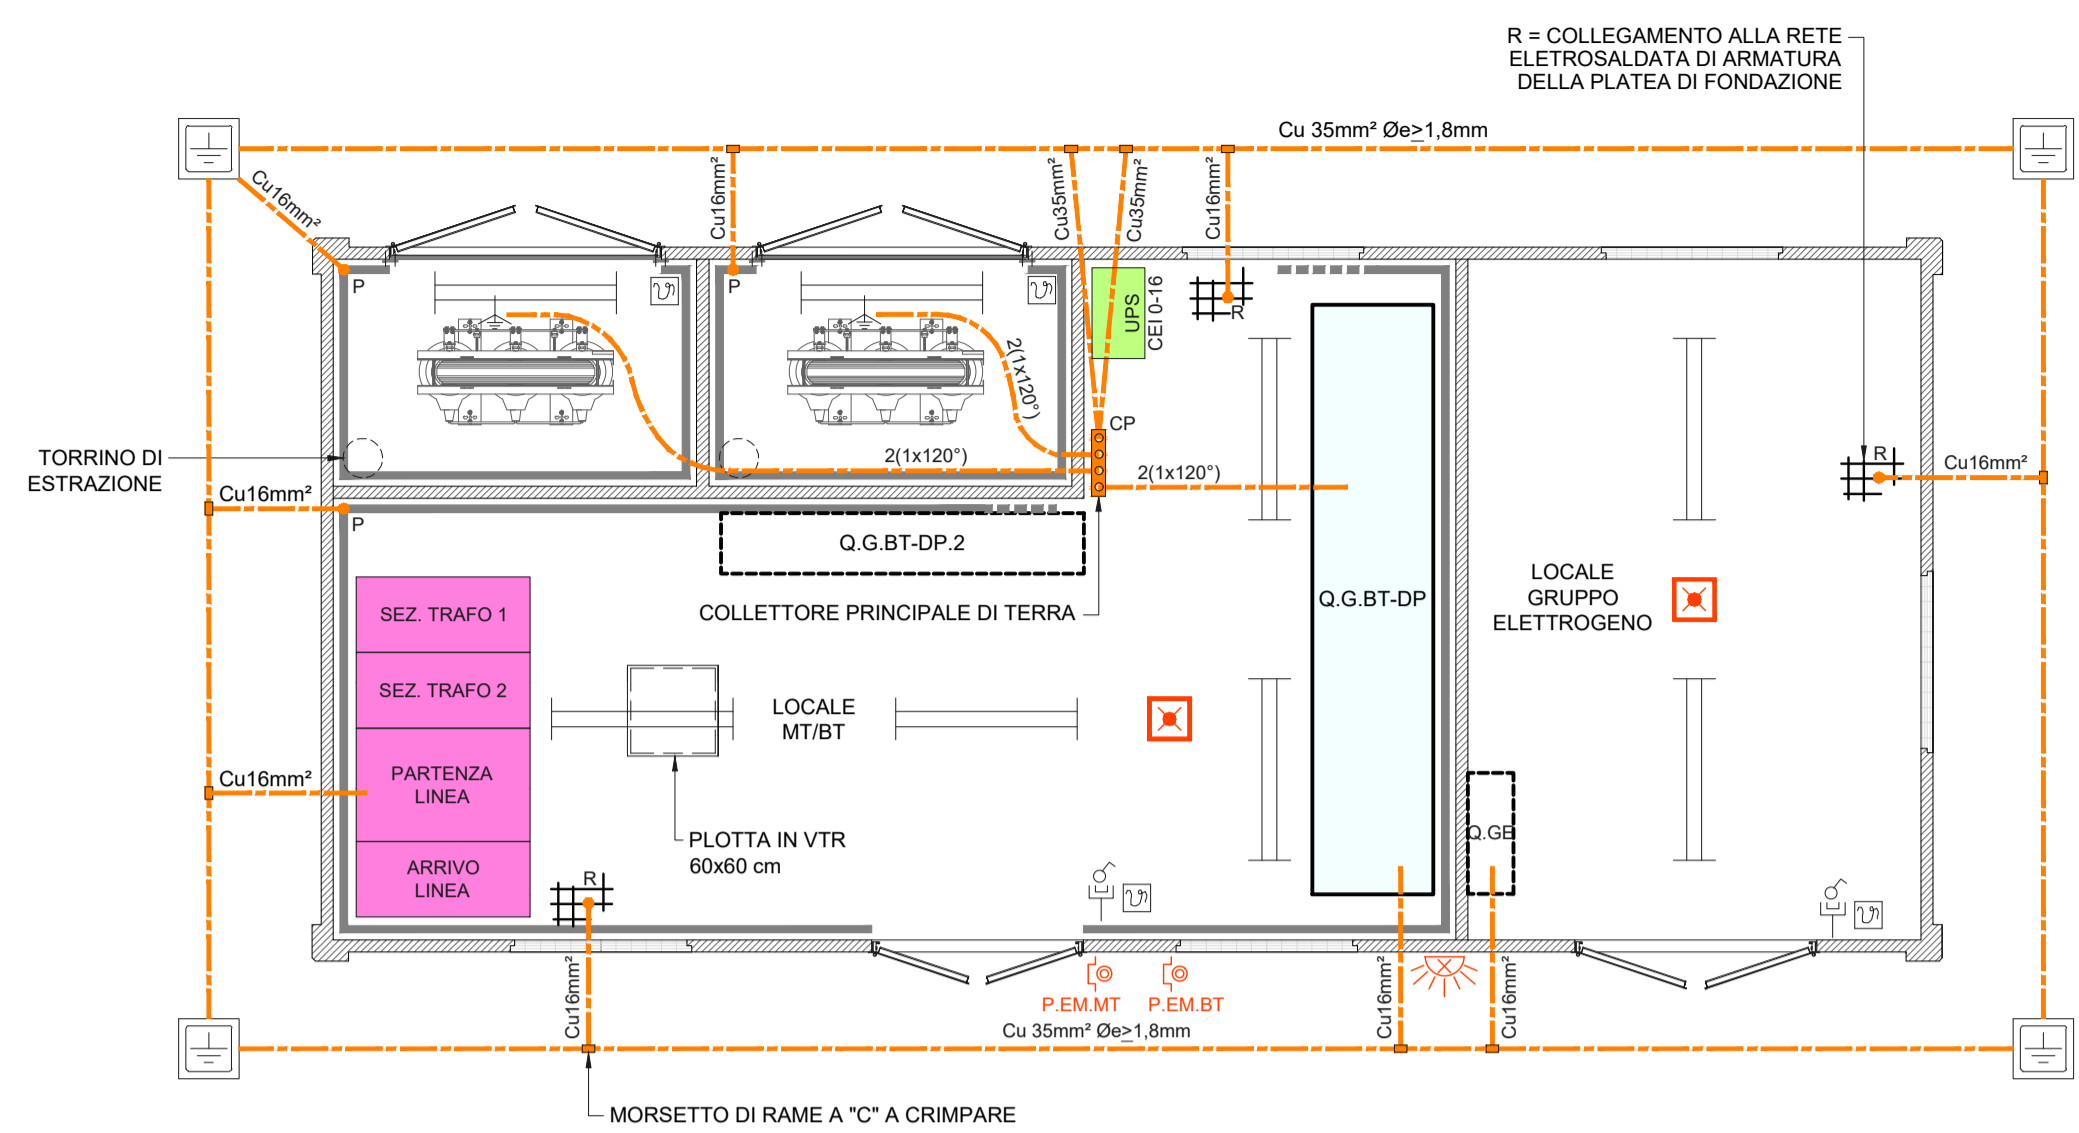 R = COLLEGAMENTO ALLA RETE
ELETROSALDATA DI ARMATURA
DELLA PLATEA DI FONDAZIONE
Cu 35mm² Øe≥1,8mm
Cu16mm²
Cu16mm²
Cu35mm²
Cu35mm²
Cu16mm²
P
P
UPS
CEI 0-16
R
2(1x120°)
CP
TORRINO DI
ESTRAZIONE
2(1x120°)
2(1x120°)
R
Cu16mm²
Cu16mm²
P
Q.G.BT-DP.2
SEZ. TRAFO 1
COLLETTORE PRINCIPALE DI TERRA
Q.G.BT-DP
LOCALE
GRUPPO
ELETTROGENO
SEZ. TRAFO 2
LOCALE
MT/BT
Cu16mm²
PARTENZA
LINEA
PLOTTA IN VTR
60x60 cm
Q.GE
ARRIVO
LINEA
R
Cu16mm²
P.EM.MT
P.EM.BT
Cu16mm²
Cu16mm²
Cu 35mm² Øe≥1,8mm
MORSETTO DI RAME A "C" A CRIMPARE